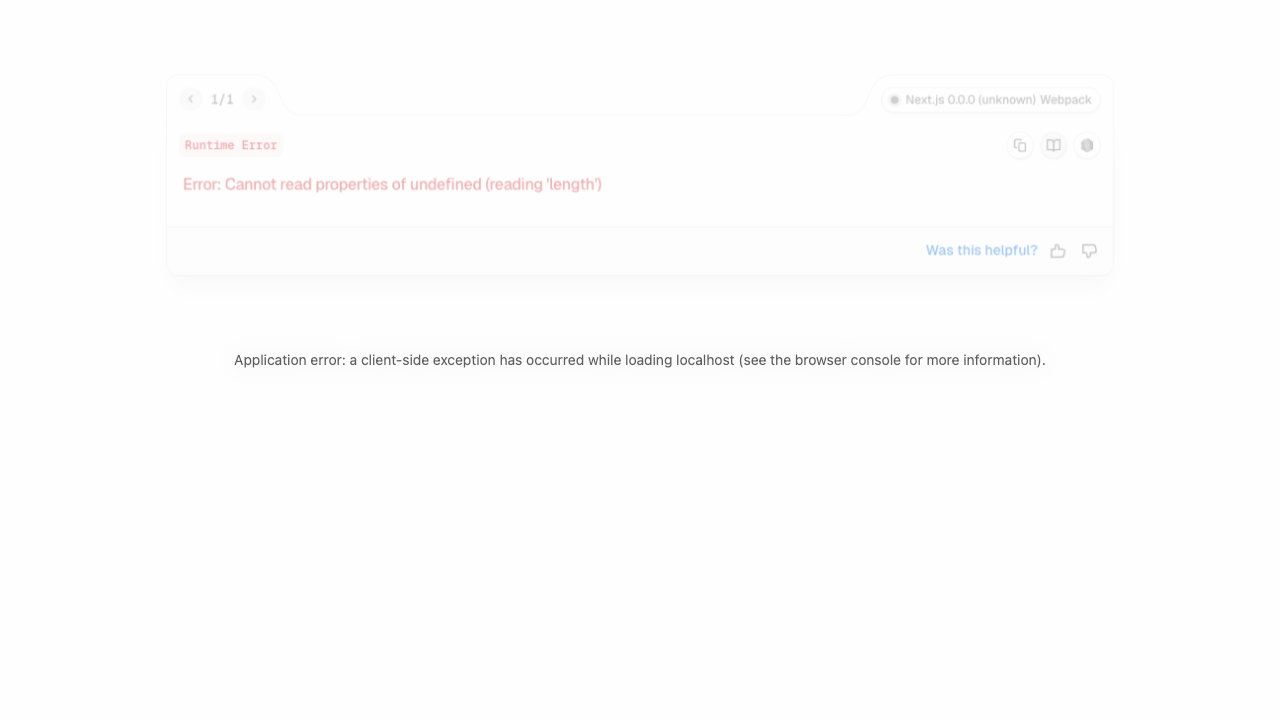 1/1
Next.js 0.0.0 (unknown) Webpack
Runtime Error
Error: Cannot read properties of undefined (reading 'length')
Was this helpful?
Application error: a client-side exception has occurred while loading localhost (see the browser console for more information).